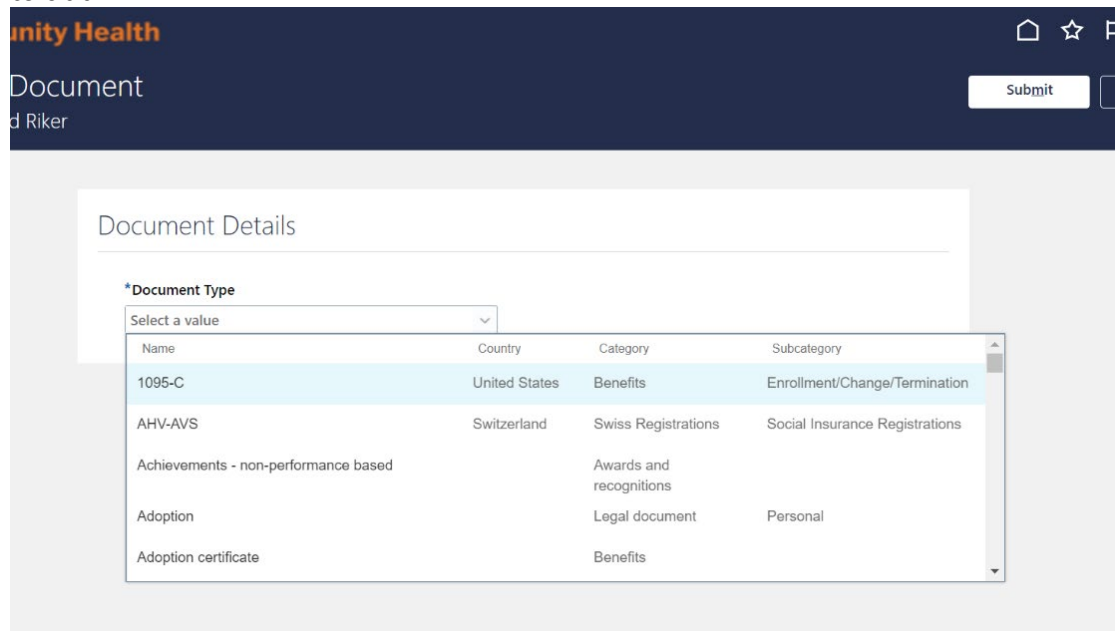 unity Health
Document
Submit
d Riker
Document Details
*Document Type
Select a value
Name Country Category Subcategory
1095-C United States Benefits Enrollment/Change/Termination
AHV-AVS Switzerland Swiss Registrations Social Insurance Registrations
Achievements - non-performance based Awards and
recognitions
Adoption Legal document Personal
Adoption certificate Benefits